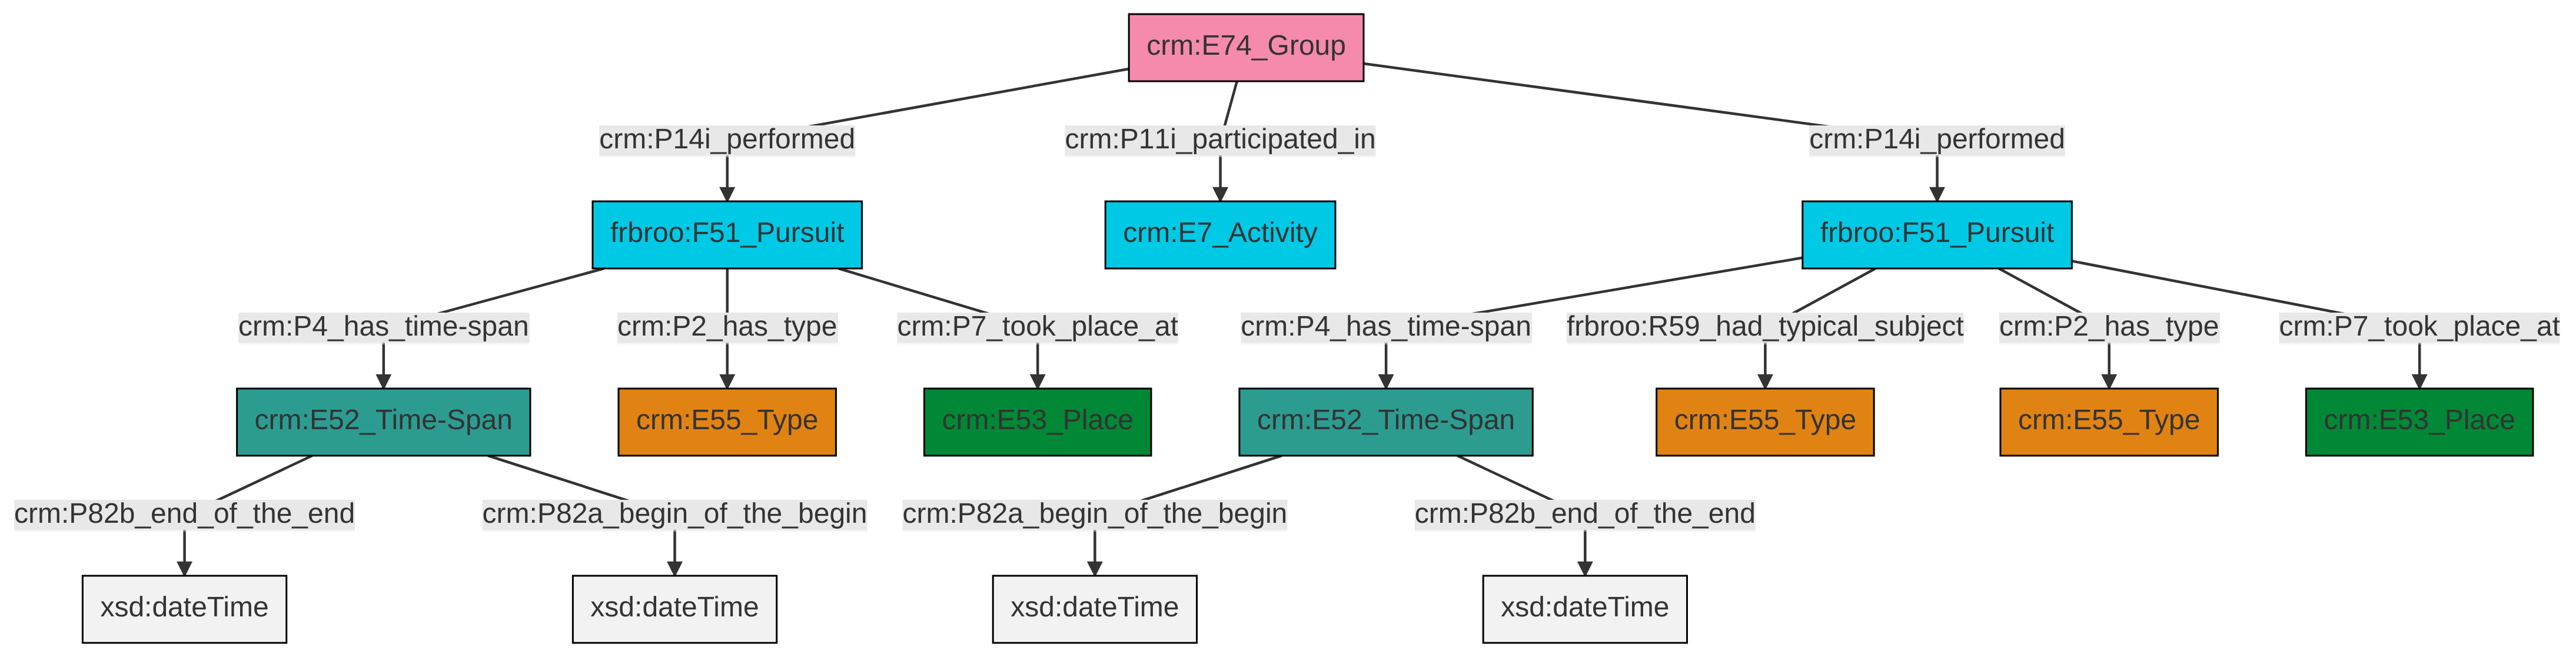 crm:E74_Group
crm:P14i_performed
crm:P11i_participated_in
crm:P14i_performed
frbroo:F51_Pursuit
crm:E7_Activity
frbroo:F51_Pursuit
crm:P4_has_time-span
crm:P2_has_type
crm:P7_took_place_at
crm:P4_has_time-span
frbroo:R59_had_typical_subject
crm:P2_has_type
crm:P7_took_place_at
crm:E52_Time-Span
crm:E55_Type
crm:E53_Place
crm:E52_Time-Span
crm:E55_Type
crm:E55_Type
crm:E53_Place
crm:P82b_end_of_the_end
crm:P82a_begin_of_the_begin
crm:P82a_begin_of_the_begin
crm:P82b_end_of_the_end
xsd:dateTime
xsd:dateTime
xsd:dateTime
xsd:dateTime